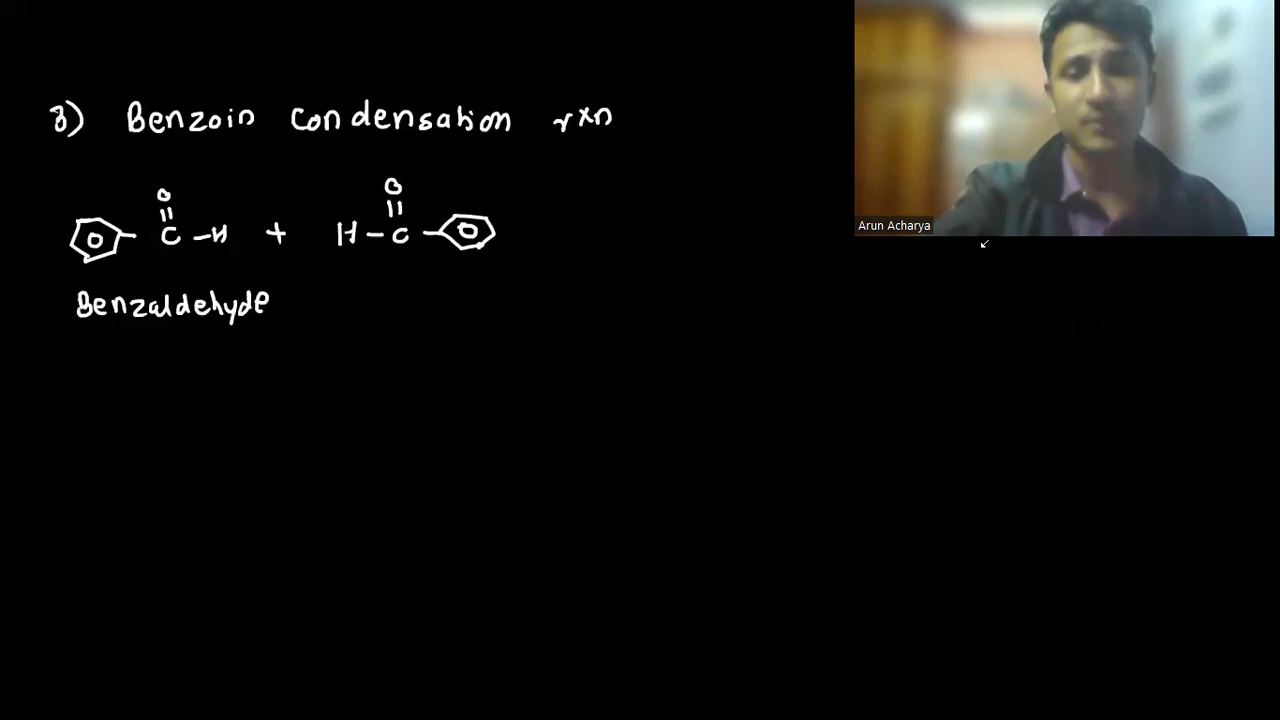 8) Benzoin condensation rxn
O O
C - H + H - C
Benzaldehyde
Arun Acharya